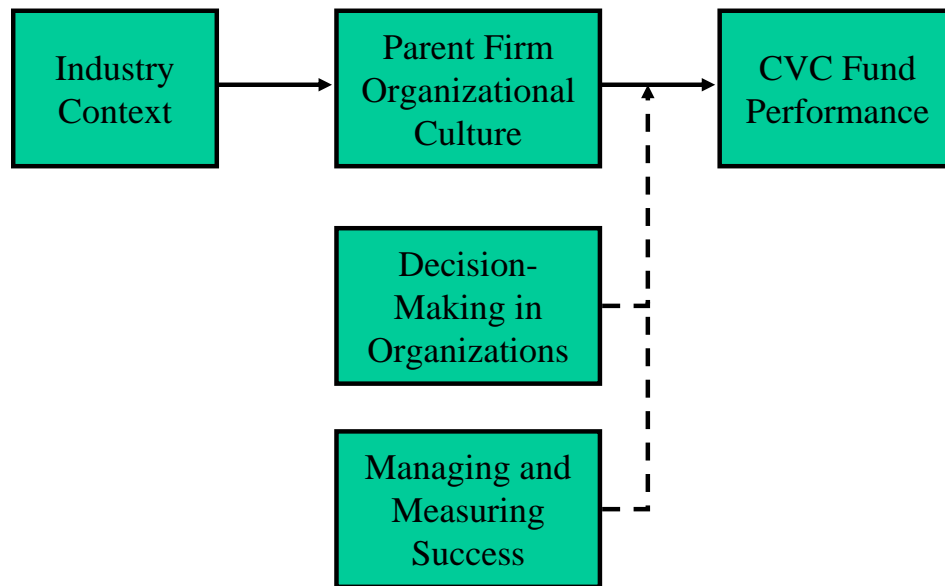 Industry
Context
Parent Firm
Organizational
Culture
CVC Fund
Performance
Decision-
Making in
Organizations
Managing and
Measuring
Success